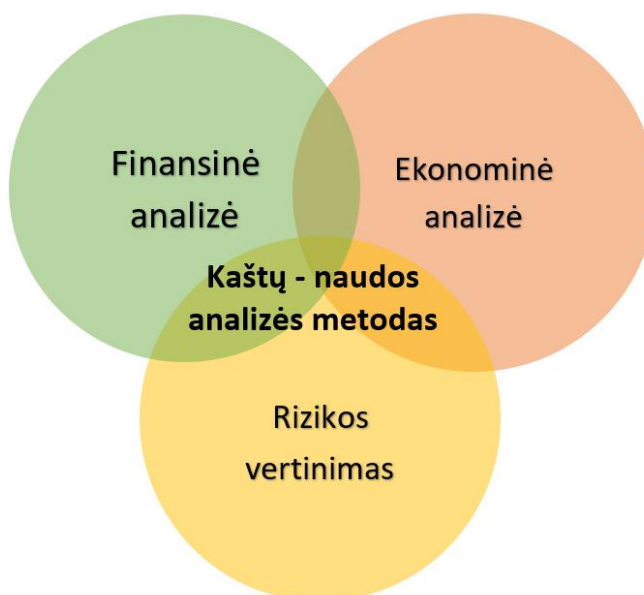 Finansinė
analizė
Ekonominė
analizė
Kaštų - naudos
analizės metodas
Rizikos
vertinimas